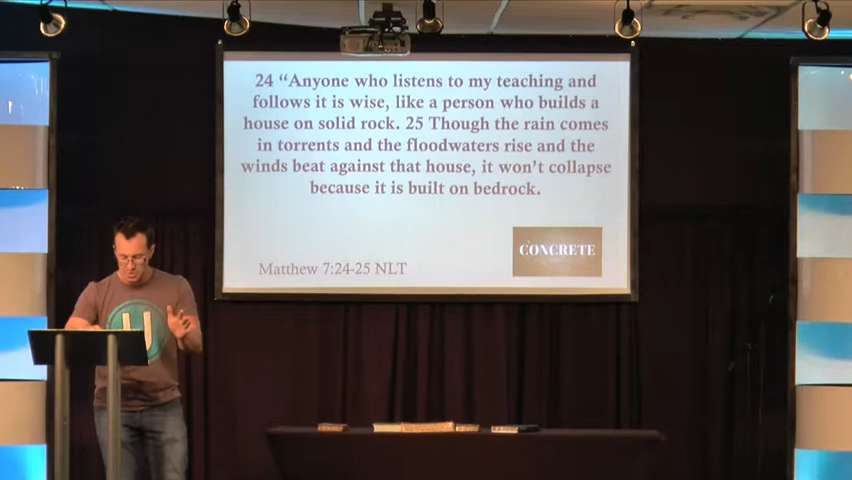 24 “Anyone who listens to my teaching and
follows it is wise, like a person who builds a
house on solid rock. 25 Though the rain comes
in torrents and the floodwaters rise and the
winds beat against that house, it won’t collapse
because it is built on bedrock.
CONCRETE
Matthew 7:24-25 NLT